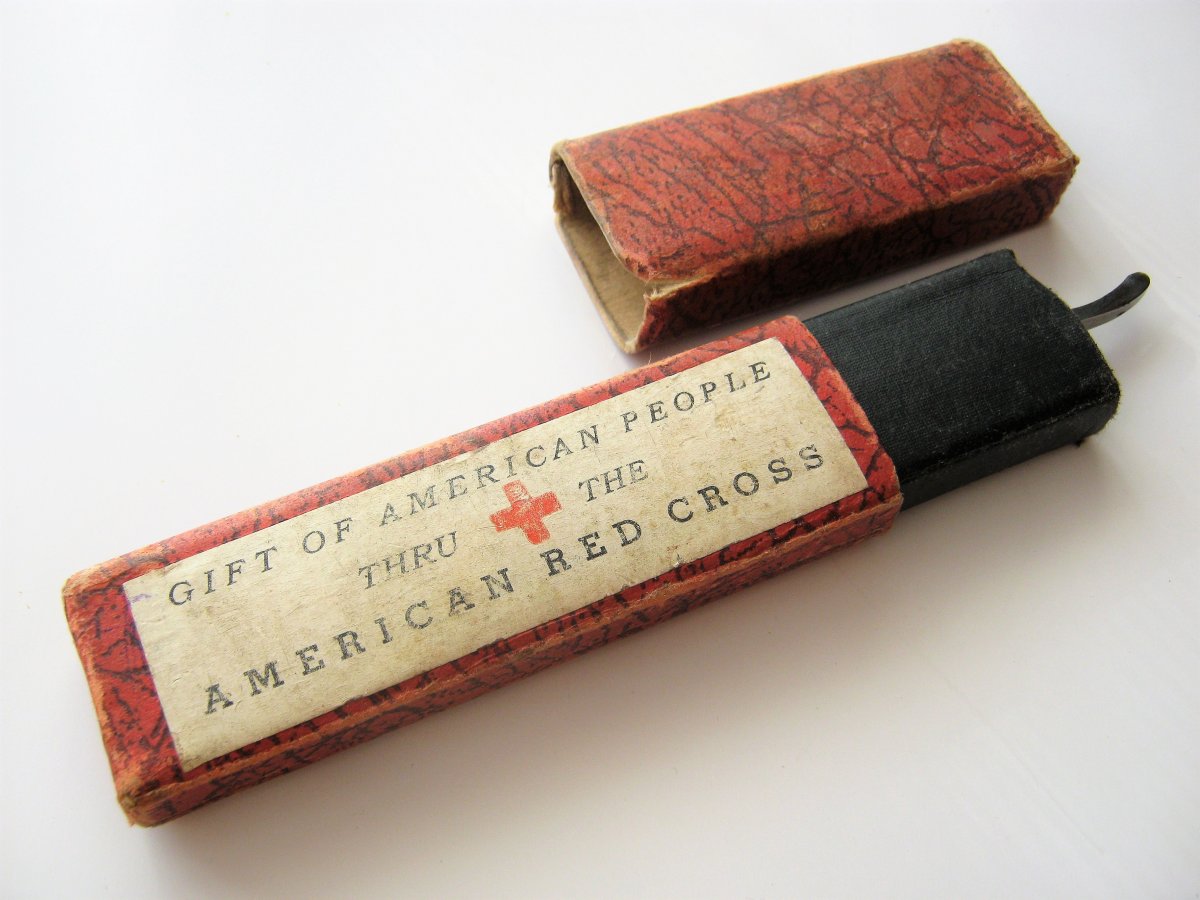 GIFT OF AMERICAN PEOPLE
THRU THE
AMERICAN RED CROSS